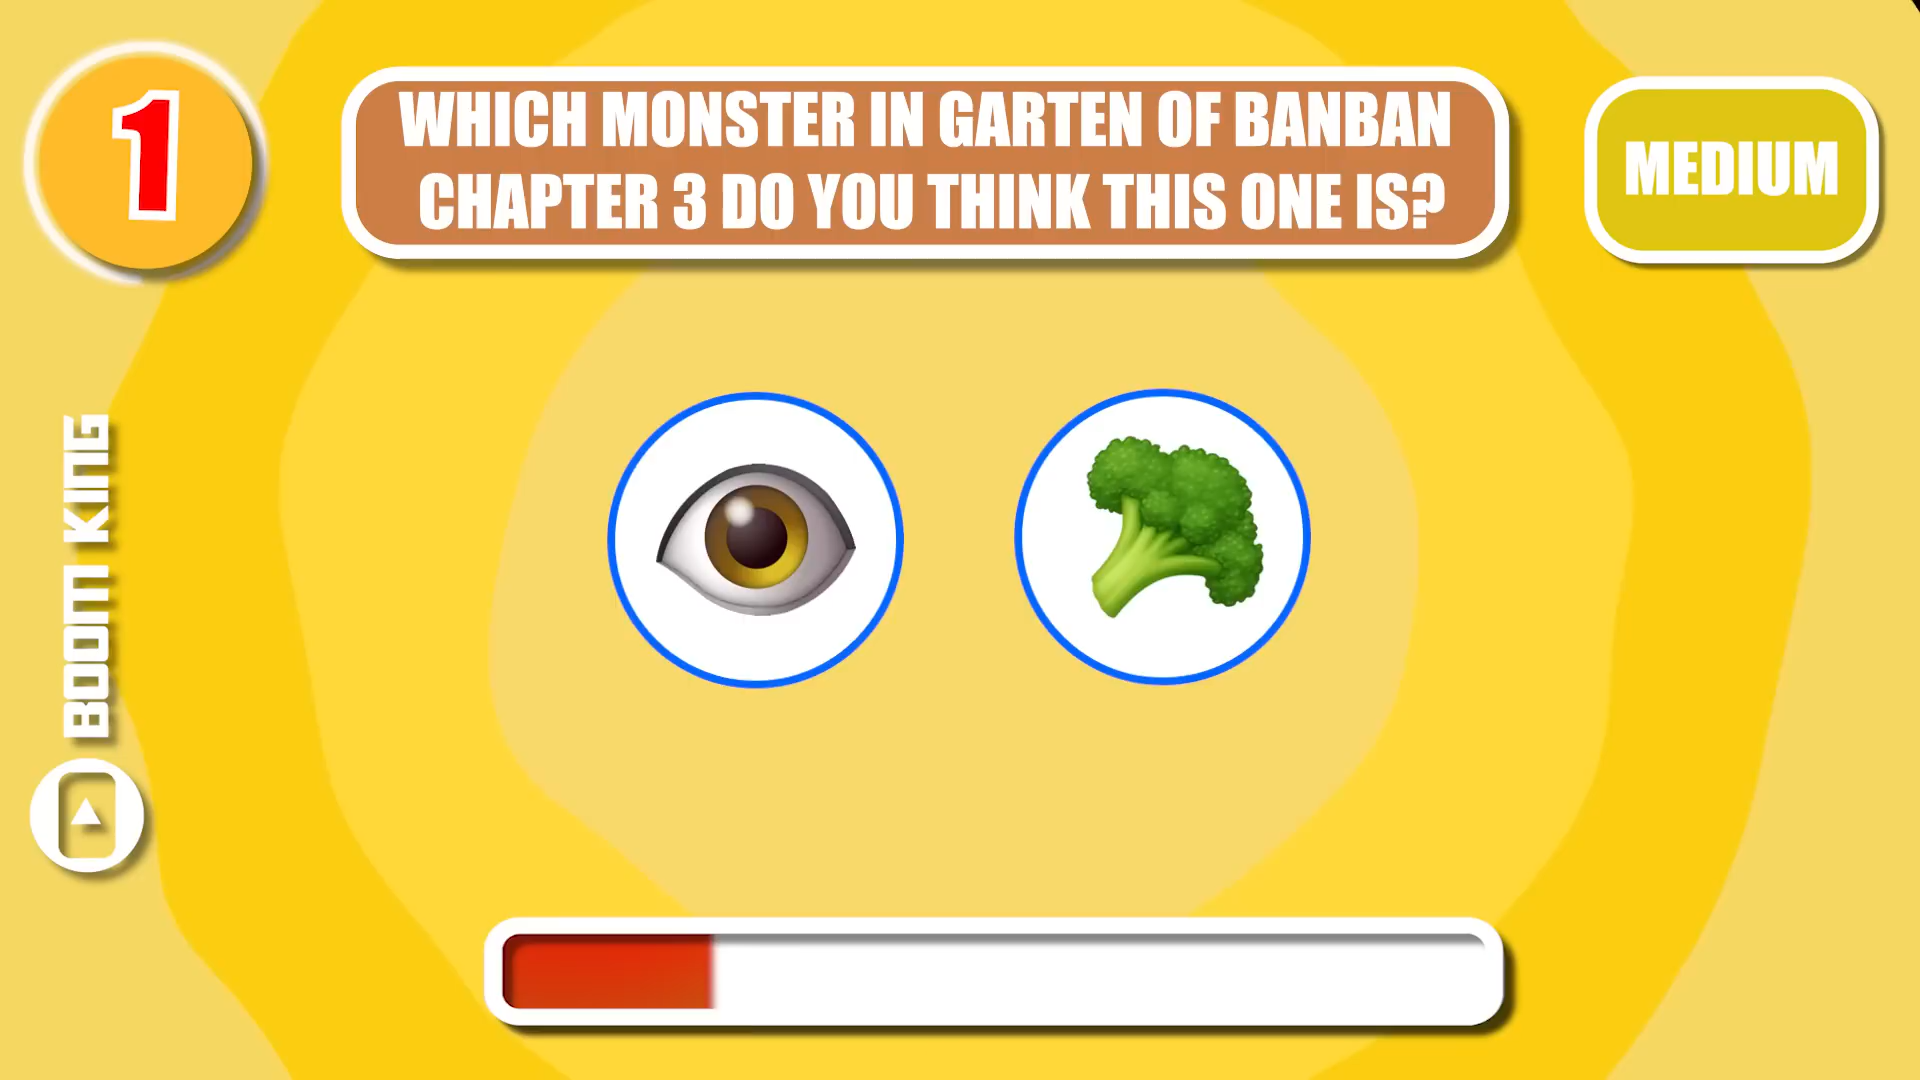 1
WHICH MONSTER IN GARTEN OF BANBAN
CHAPTER 3 DO YOU THINK THIS ONE IS?
MEDIUM
BOOM KING